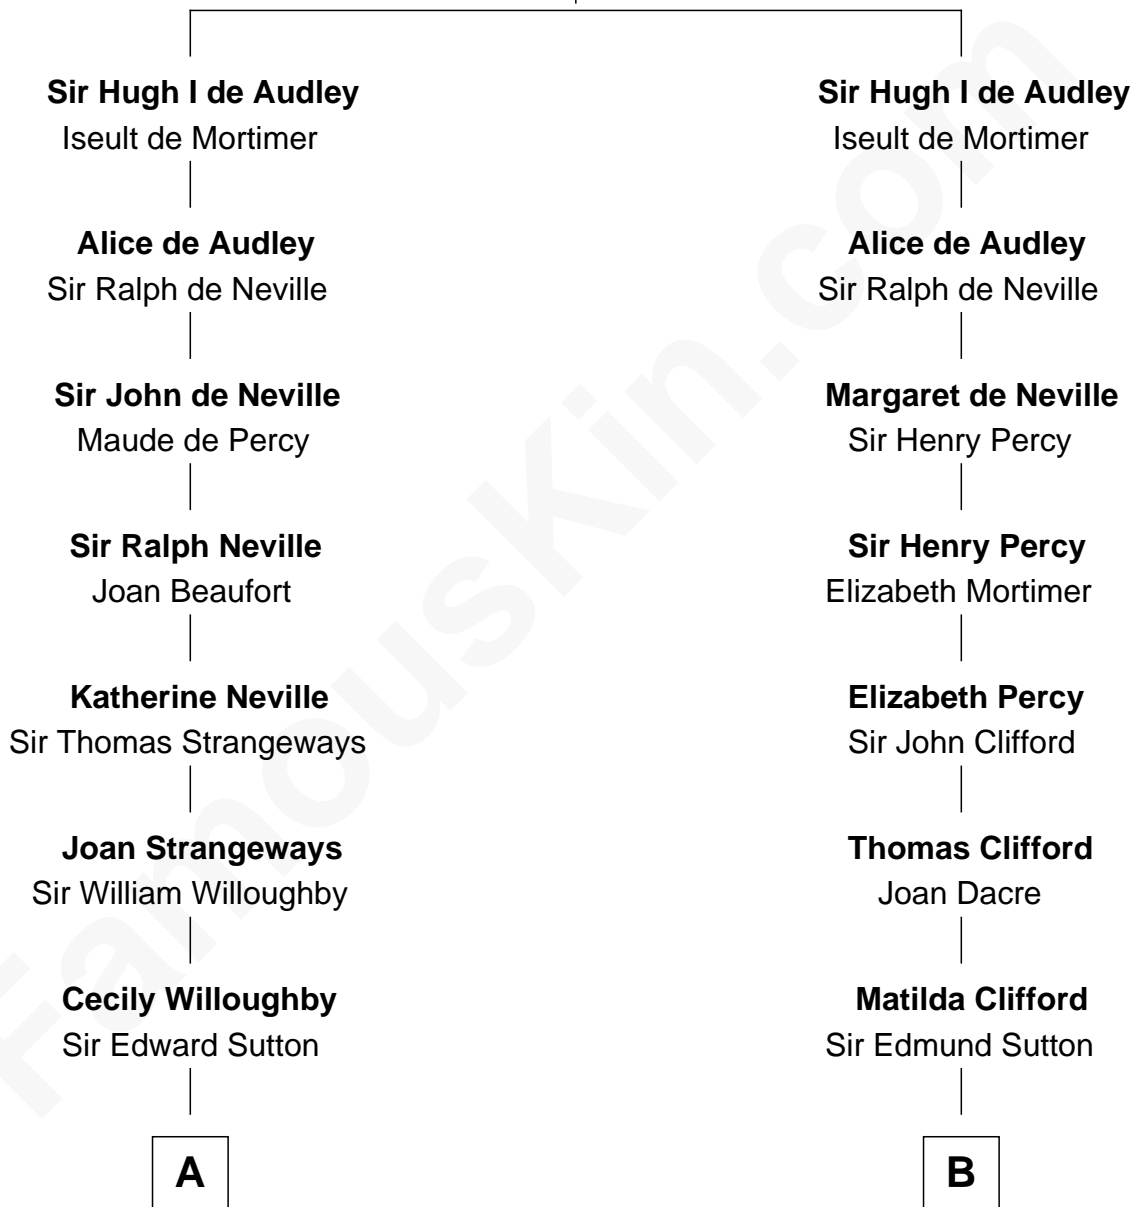 Sir Hugh I de Audley
Iseult de Mortimer
Alice de Audley
Sir Ralph de Neville
Sir John de Neville
Maude de Percy
Sir Ralph Neville
Joan Beaufort
Katherine Neville
Sir Thomas Strangeways
Joan Strangeways
Sir William Willoughby
Cecily Willoughby
Sir Edward Sutton
A
Sir Hugh I de Audley
Iseult de Mortimer
Alice de Audley
Sir Ralph de Neville
Margaret de Neville
Sir Henry Percy
Sir Henry Percy
Elizabeth Mortimer
Elizabeth Percy
Sir John Clifford
Thomas Clifford
Joan Dacre
Matilda Clifford
Sir Edmund Sutton
B
FamousKin.com